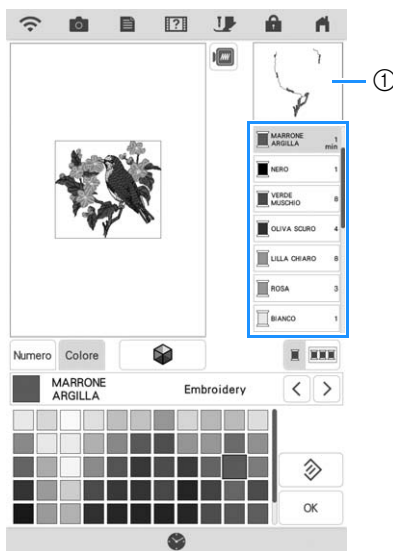 ①
MARRONE 1
ARGILLA min
NERO 1
VERDE 8
MUSCHIO
OLIVA SCURO 4
LILLA CHIARO 8
ROSA 3
BIANCO 1
Numero Colore
MARRONE
ARGILLA Embroidery < >
OK